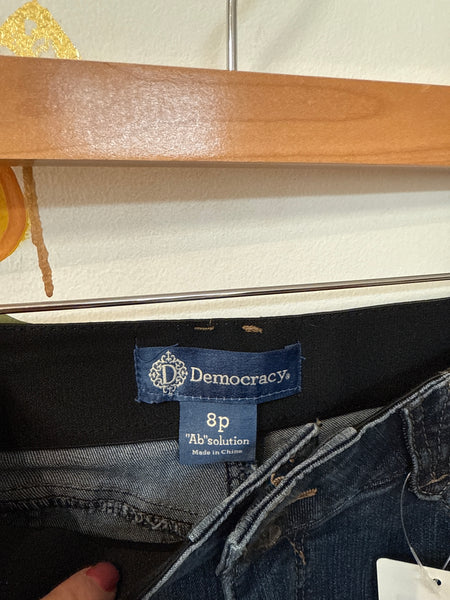 D Democracy®
8p
"Ab"solution
Made in China